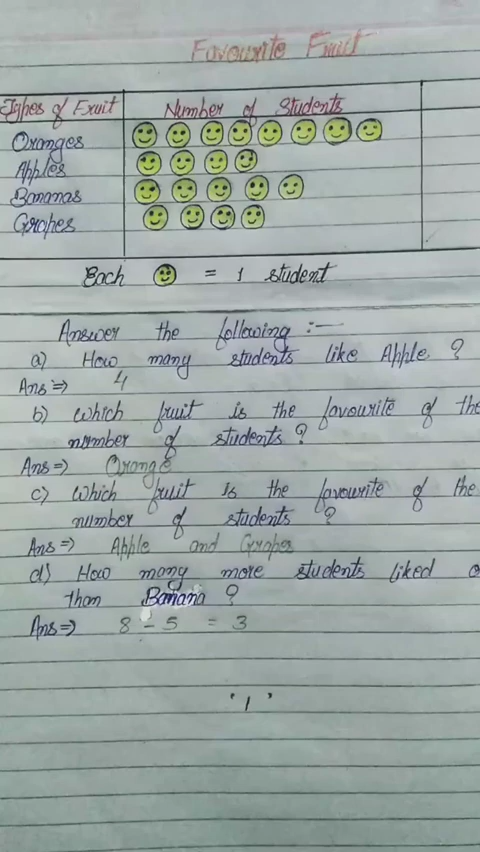 Favourite Fruit
Types of Fruit Number of Students
Oranges
Apples
Bananas
Grapes
Each = 1 student
Answer the following :—
a) How many students like Apple ?
Ans => 4
b) which fruit is the favourite of the
number of students ?
Ans => Orange
c) which fruit is the favourite of the
number of students ?
Ans => Apple and Grapes
d) How many more students liked
than Banana ?
Ans => 8 - 5 = 3